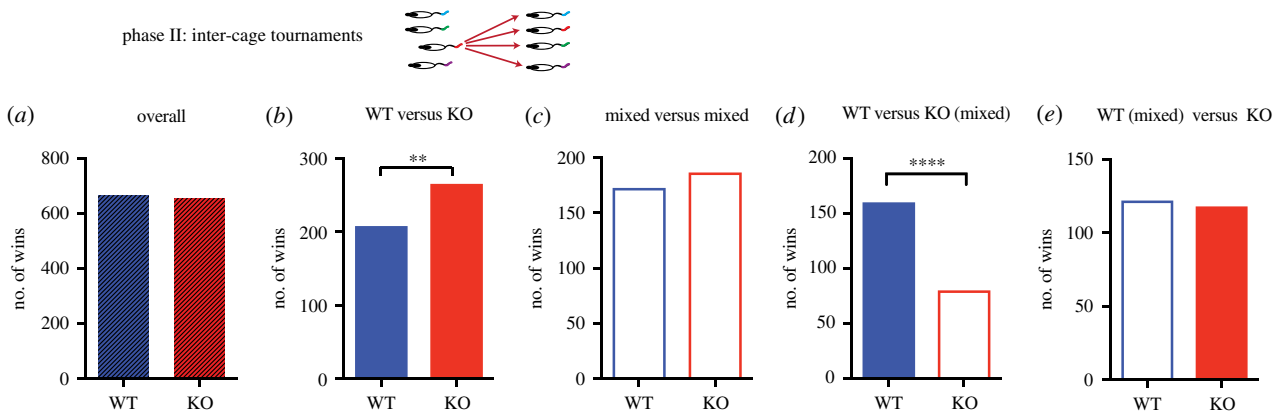 phase II: inter-cage tournaments
(a) overall
800
600
400
200
0
no. of wins
WT KO
(b) WT versus KO
300
200
100
0
no. of wins
**
WT KO
(c) mixed versus mixed
200
150
100
50
0
no. of wins
WT KO
(d) WT versus KO (mixed)
200
150
100
50
0
no. of wins
****
WT KO
(e) WT (mixed) versus KO
150
100
50
0
no. of wins
WT KO